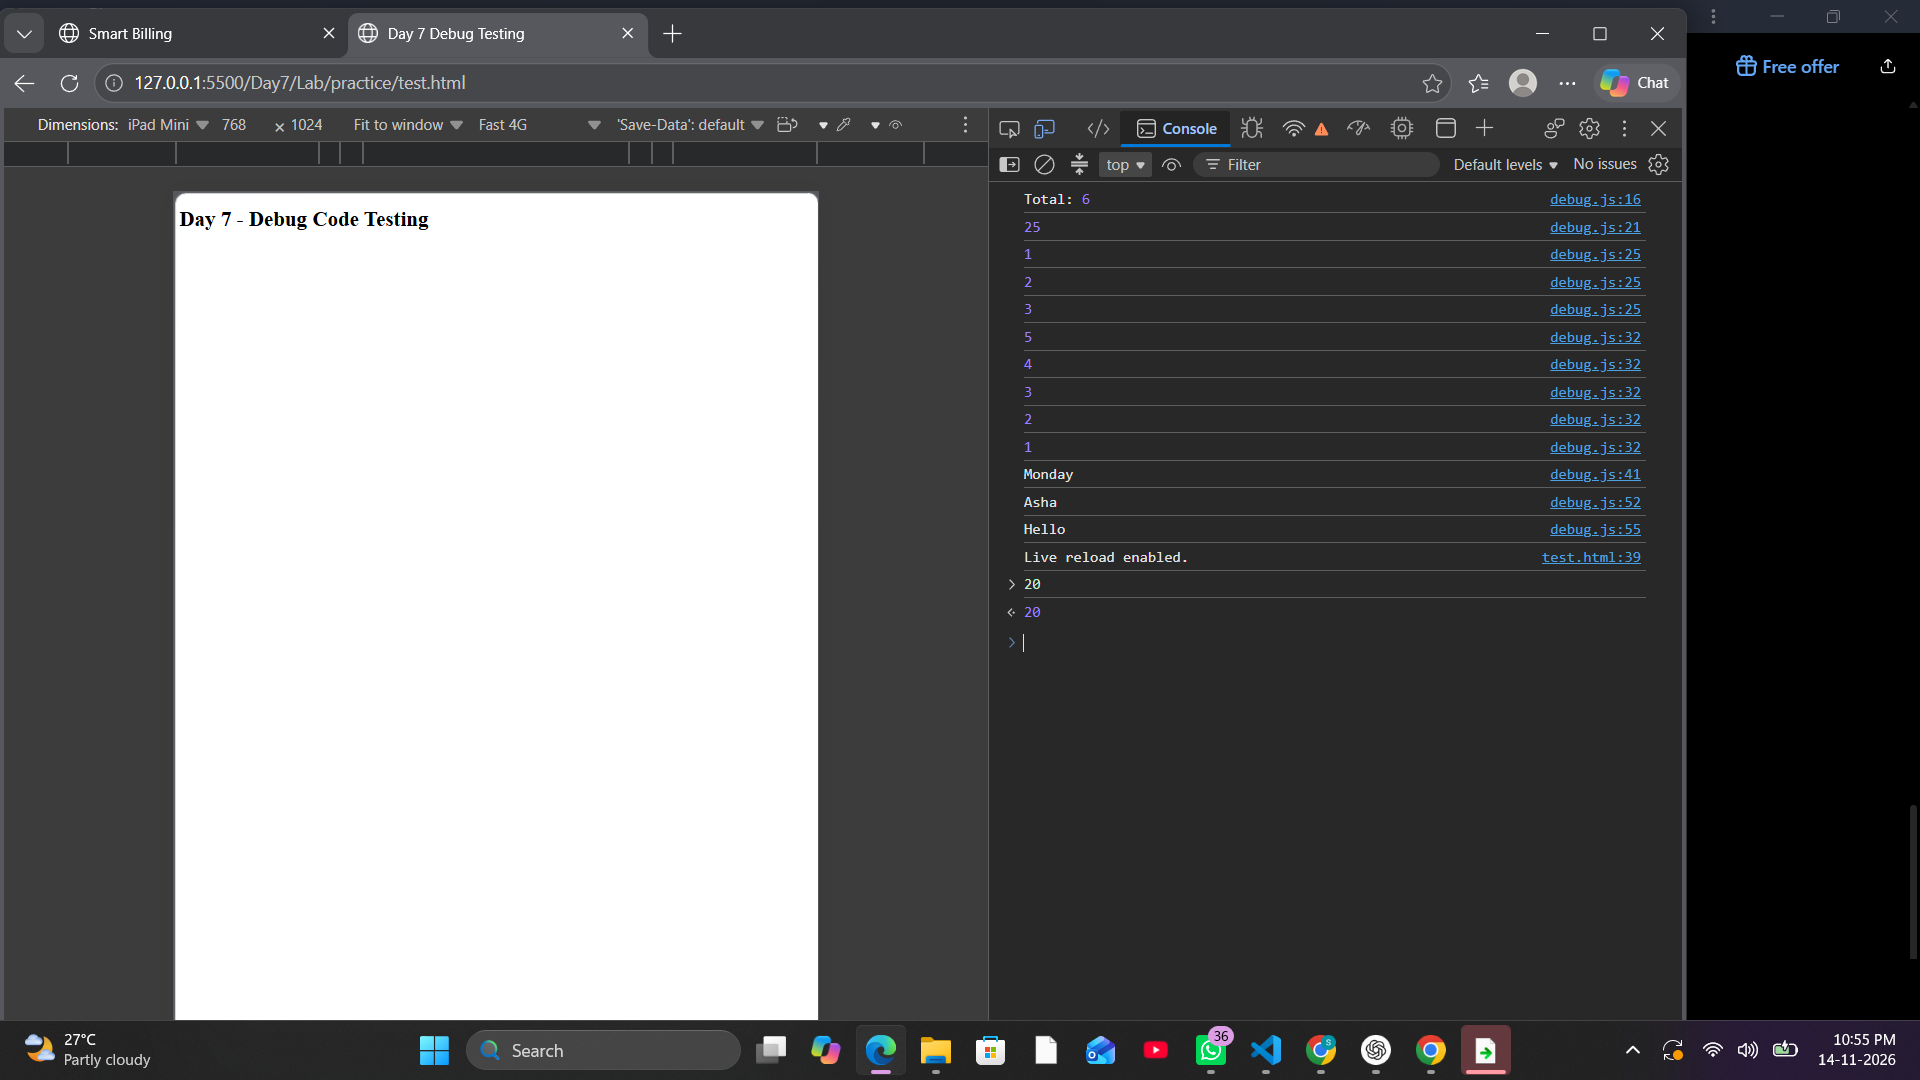 Smart Billing
Day 7 Debug Testing
Free offer
127.0.0.1:5500/Day7/Lab/practice/test.html
Chat
Dimensions: iPad Mini 768 × 1024 Fit to window Fast 4G 'Save-Data': default
Console
top Filter Default levels No issues
Day 7 - Debug Code Testing
Total: 6 debug.js:16
25 debug.js:21
1 debug.js:25
2 debug.js:25
3 debug.js:25
5 debug.js:32
4 debug.js:32
3 debug.js:32
2 debug.js:32
1 debug.js:32
Monday debug.js:41
Asha debug.js:52
Hello debug.js:55
Live reload enabled. test.html:39
> 20
20
>
27°C
Partly cloudy
Search
36
S
10:55 PM
14-11-2026